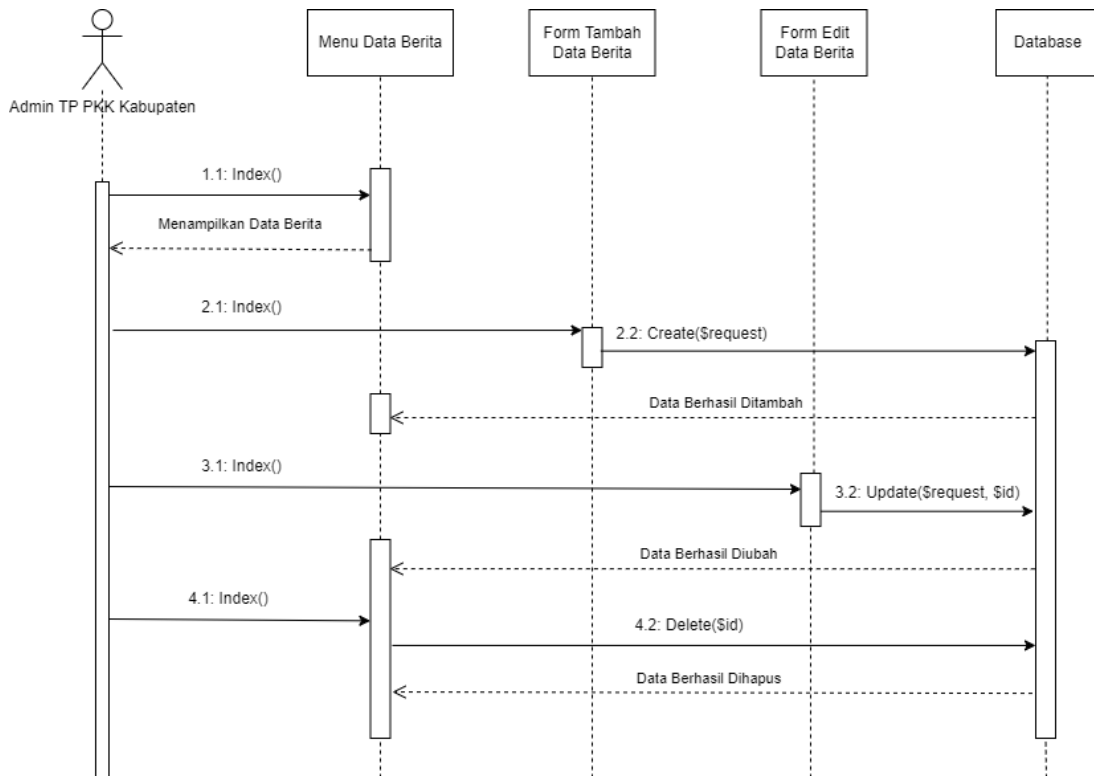 Menu Data Berita
Form Tambah
Data Berita
Form Edit
Data Berita
Database
Admin TP PKK Kabupaten
1.1: Index()
Menampilkan Data Berita
2.1: Index()
2.2: Create($request)
Data Berhasil Ditambah
3.1: Index()
3.2: Update($request, $id)
Data Berhasil Diubah
4.1: Index()
4.2: Delete($id)
Data Berhasil Dihapus